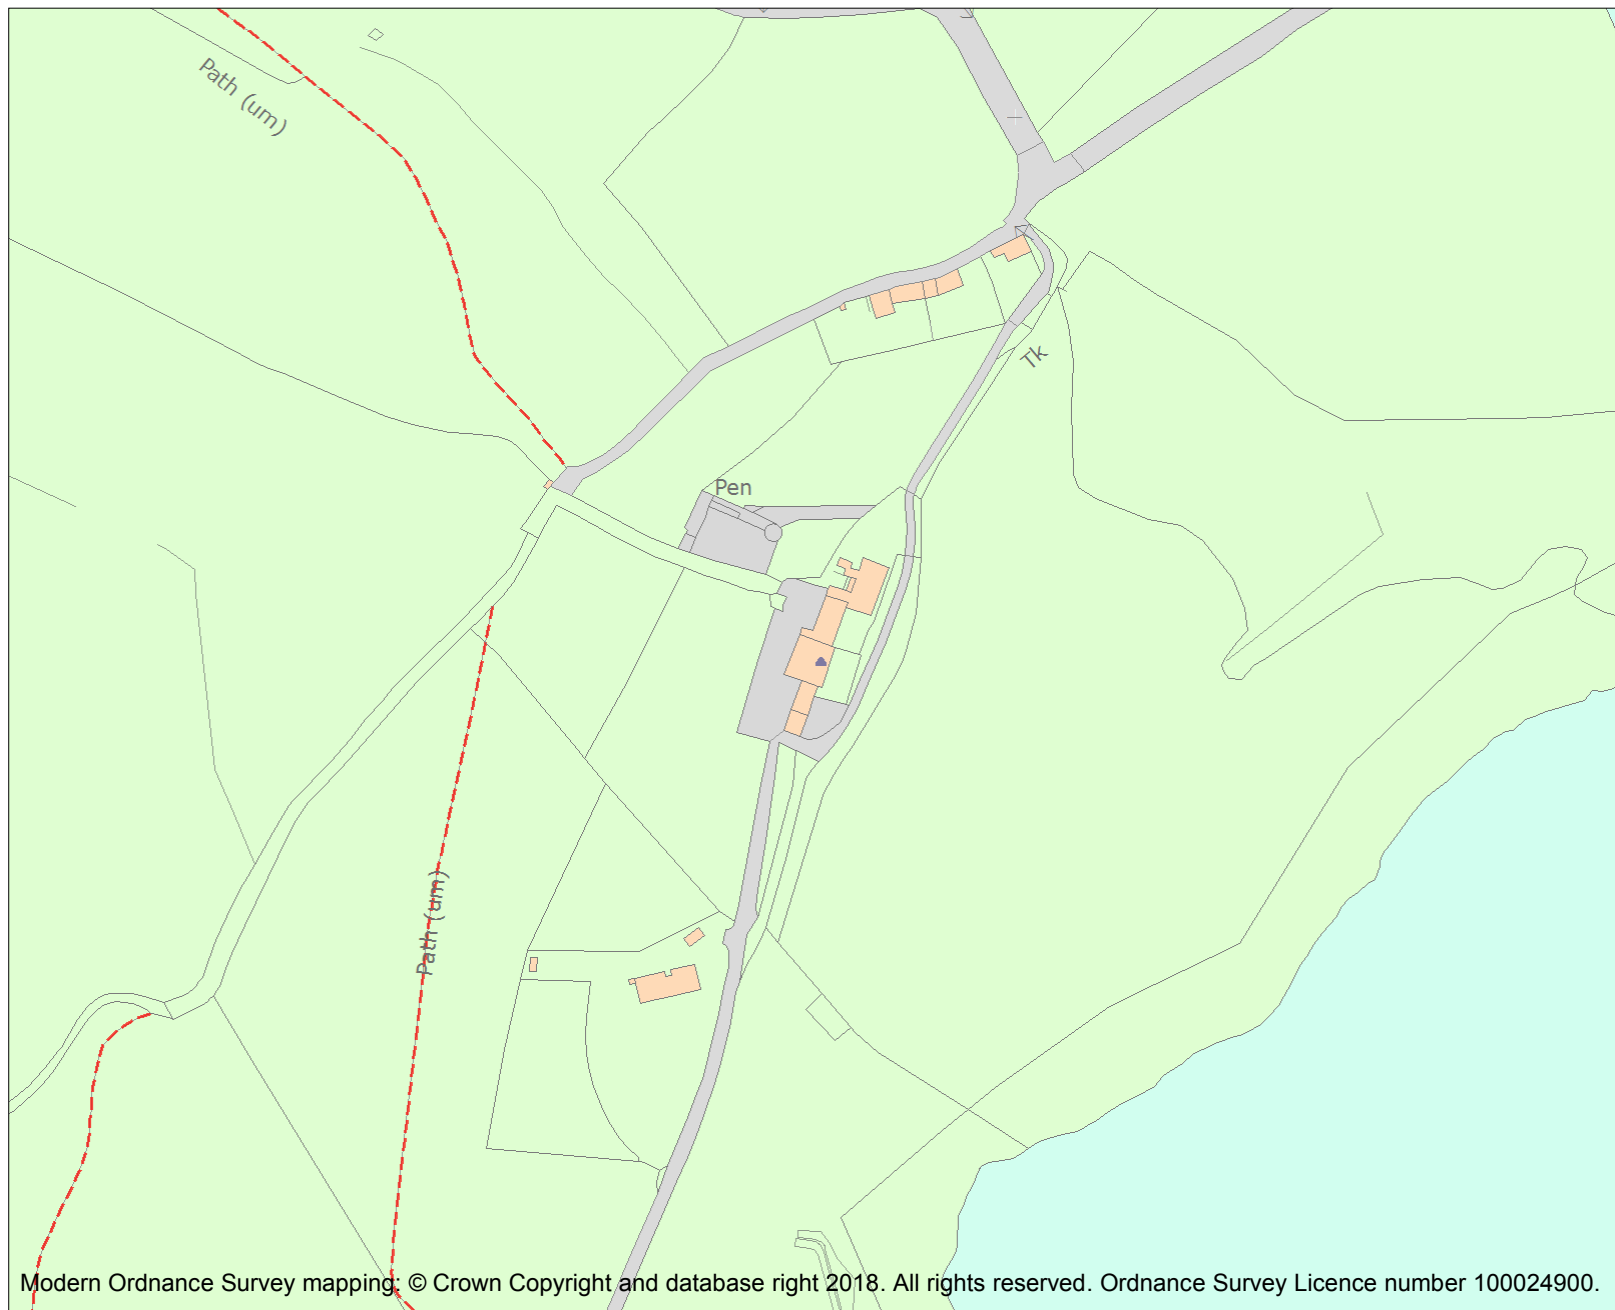 Path (um)
Tk
Pen
Path (um)
Modern Ordnance Survey mapping: © Crown Copyright and database right 2018. All rights reserved. Ordnance Survey Licence number 100024900.